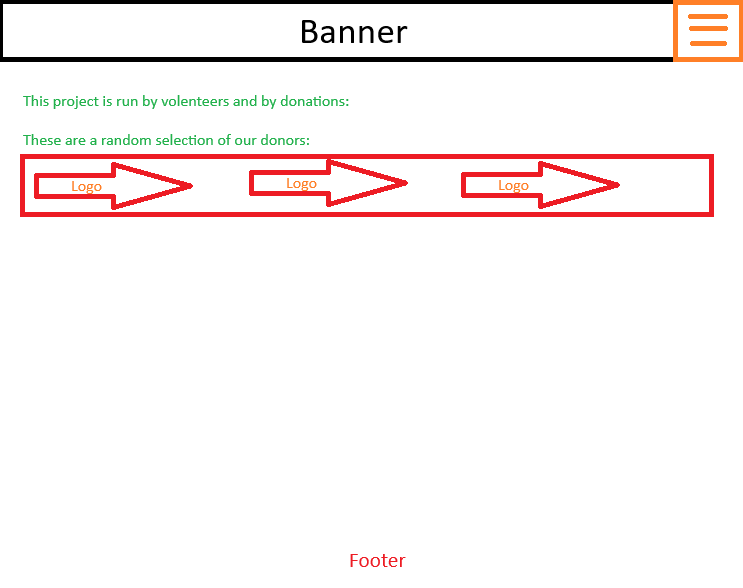 Banner
This project is run by volenteers and by donations:
These are a random selection of our donors:
Logo
Logo
Logo
Footer